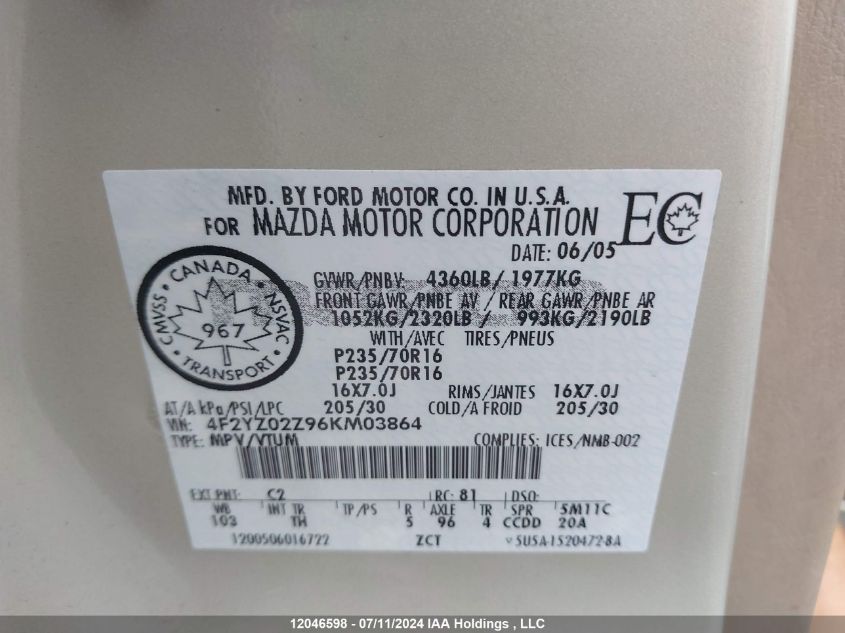 MFD. BY FORD MOTOR CO. IN U.S.A.
FOR MAZDA MOTOR CORPORATION
EC
DATE: 06/05
CMVSS CANADA NSVAC
967
TRANSPORT
GVWR/PNBV: 4360LB/ 1977KG
FRONT GAWR/PNBE AV / REAR GAWR/PNBE AR
1052KG/2320LB / 993KG/2190LB
WITH/AVEC TIRES/PNEUS
P235/70R16
P235/70R16
16X7.0J RIMS/JANTES 16X7.0J
AT/A kPa/PSI/LPC 205/30 COLD/A FROID 205/30
VIN: 4F2YZ02Z96KM03864
TYPE: MPV/VTUM COMPLIES: ICES/NMB-002
EXT PNT: C2 RC: 81 DSO:
WB INT TR TP/PS R AXLE TR SPR 5M11C
103 TH 5 96 4 CCDD 20A
1200506016722 ZCT v5U5A-1520472-BA
12046598 - 07/11/2024 IAA Holdings , LLC